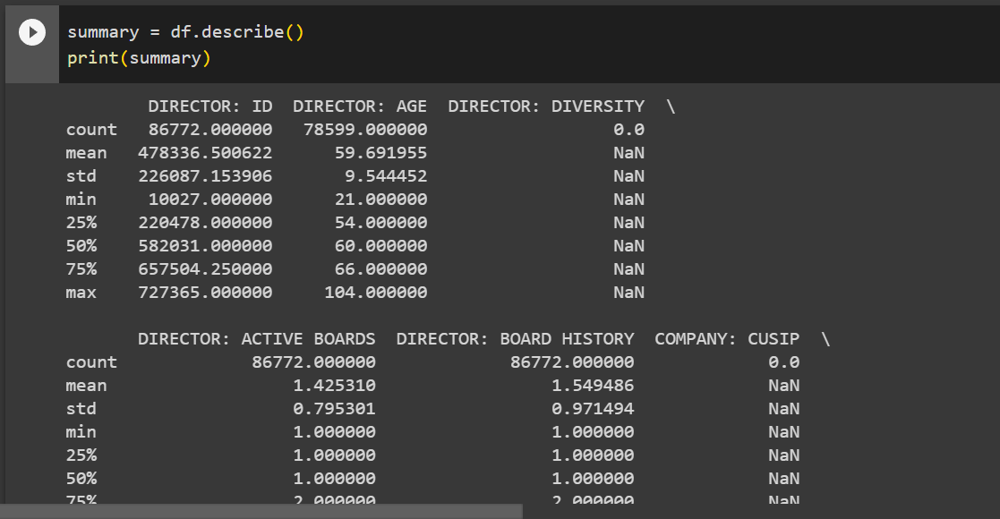 summary = df.describe()
print(summary)
DIRECTOR: ID  DIRECTOR: AGE  DIRECTOR: DIVERSITY  \
count   86772.000000   78599.000000                  0.0
mean   478336.500622      59.691955                  NaN
std    226087.153906       9.544452                  NaN
min     10027.000000      21.000000                  NaN
25%    220478.000000      54.000000                  NaN
50%    582031.000000      60.000000                  NaN
75%    657504.250000      66.000000                  NaN
max    727365.000000     104.000000                  NaN
DIRECTOR: ACTIVE BOARDS  DIRECTOR: BOARD HISTORY  COMPANY: CUSIP  \
count             86772.000000             86772.000000             0.0
mean                  1.425310                 1.549486             NaN
std                   0.795301                 0.971494             NaN
min                   1.000000                 1.000000             NaN
25%                   1.000000                 1.000000             NaN
50%                   1.000000                 1.000000             NaN
75%                   2.000000                 2.000000             NaN